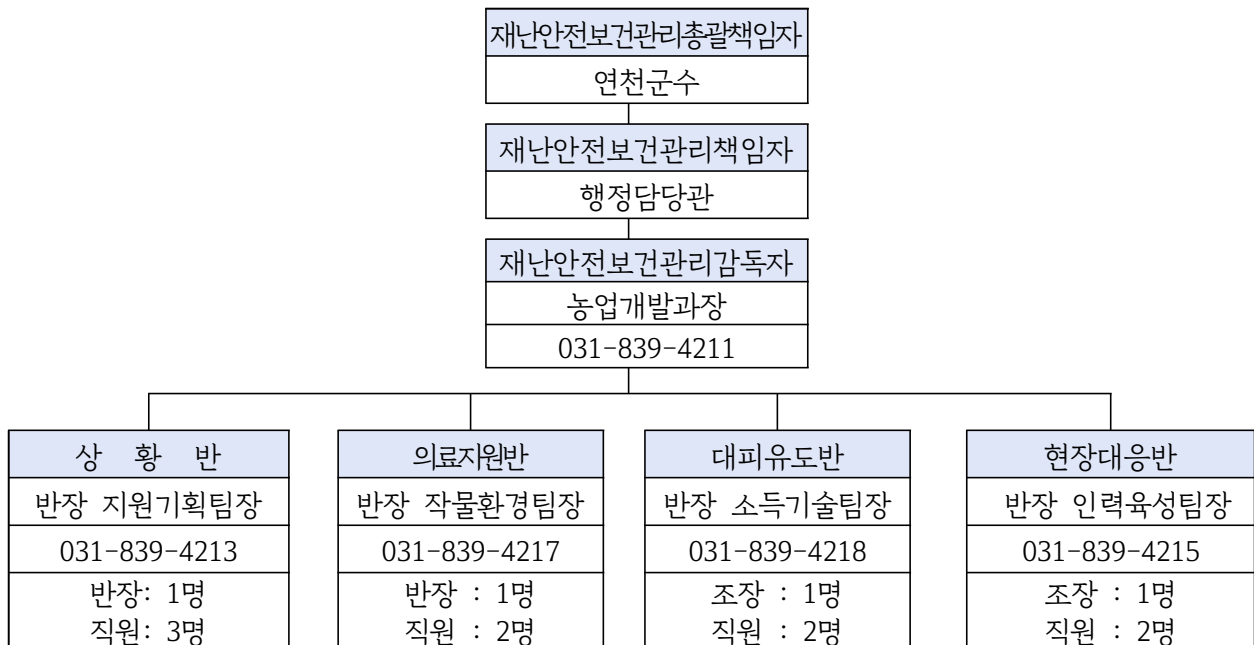 재난안전보건관리총괄책임자
연천군수
재난안전보건관리책임자
행정담당관
재난안전보건관리감독자
농업개발과장
031-839-4211
상 황 반
반장 지원기획팀장
031-839-4213
반장: 1명
직원: 3명
의료지원반
반장 작물환경팀장
031-839-4217
반장 : 1명
직원 : 2명
대피유도반
반장 소득기술팀장
031-839-4218
조장 : 1명
직원 : 2명
현장대응반
반장 인력육성팀장
031-839-4215
조장 : 1명
직원 : 2명